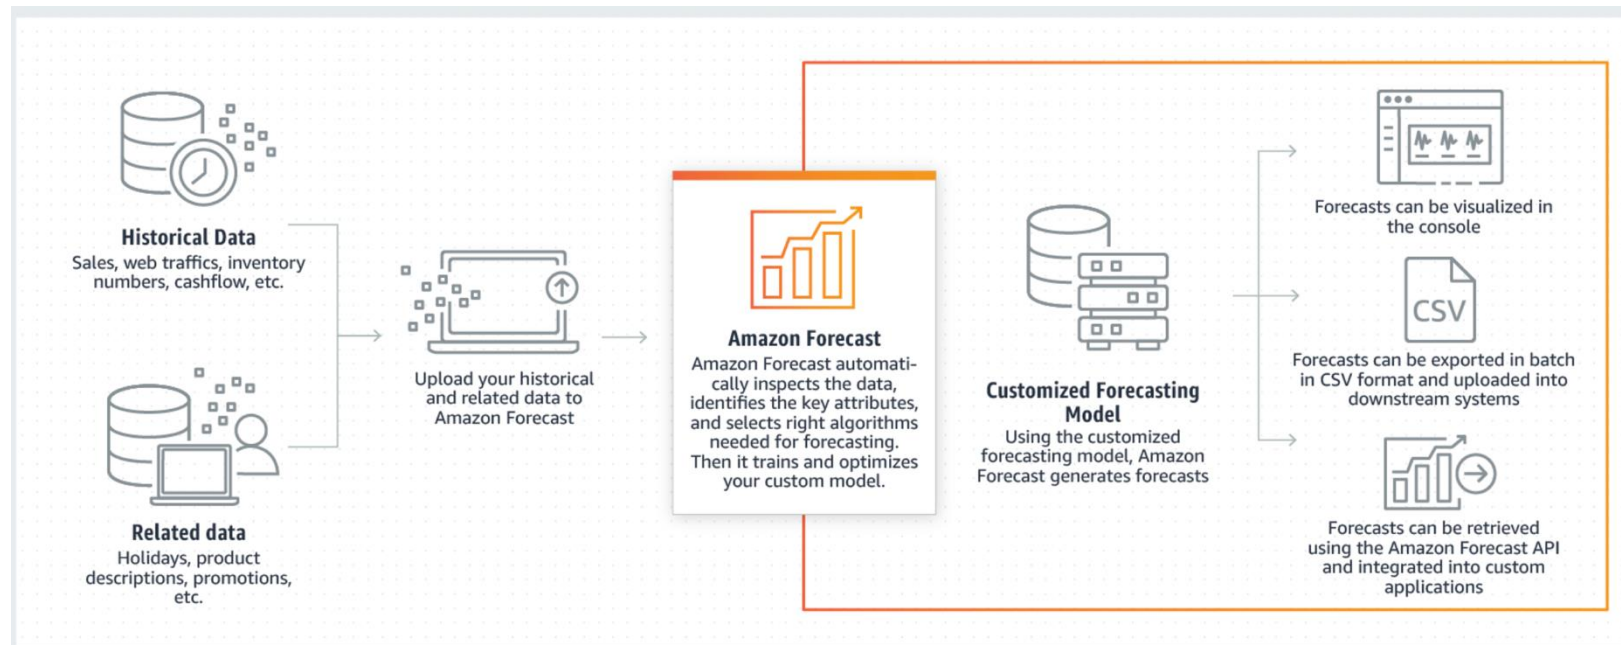 Historical Data
Sales, web traffics, inventory
numbers, cashflow, etc.
Related data
Holidays, product
descriptions, promotions,
etc.
Upload your historical
and related data to
Amazon Forecast
Amazon Forecast
Amazon Forecast automati-
cally inspects the data,
identifies the key attributes,
and selects right algorithms
needed for forecasting.
Then it trains and optimizes
your custom model.
Customized Forecasting
Model
Using the customized
forecasting model, Amazon
Forecast generates forecasts
Forecasts can be visualized in
the console
CSV
Forecasts can be exported in batch
in CSV format and uploaded into
downstream systems
Forecasts can be retrieved
using the Amazon Forecast API
and integrated into custom
applications